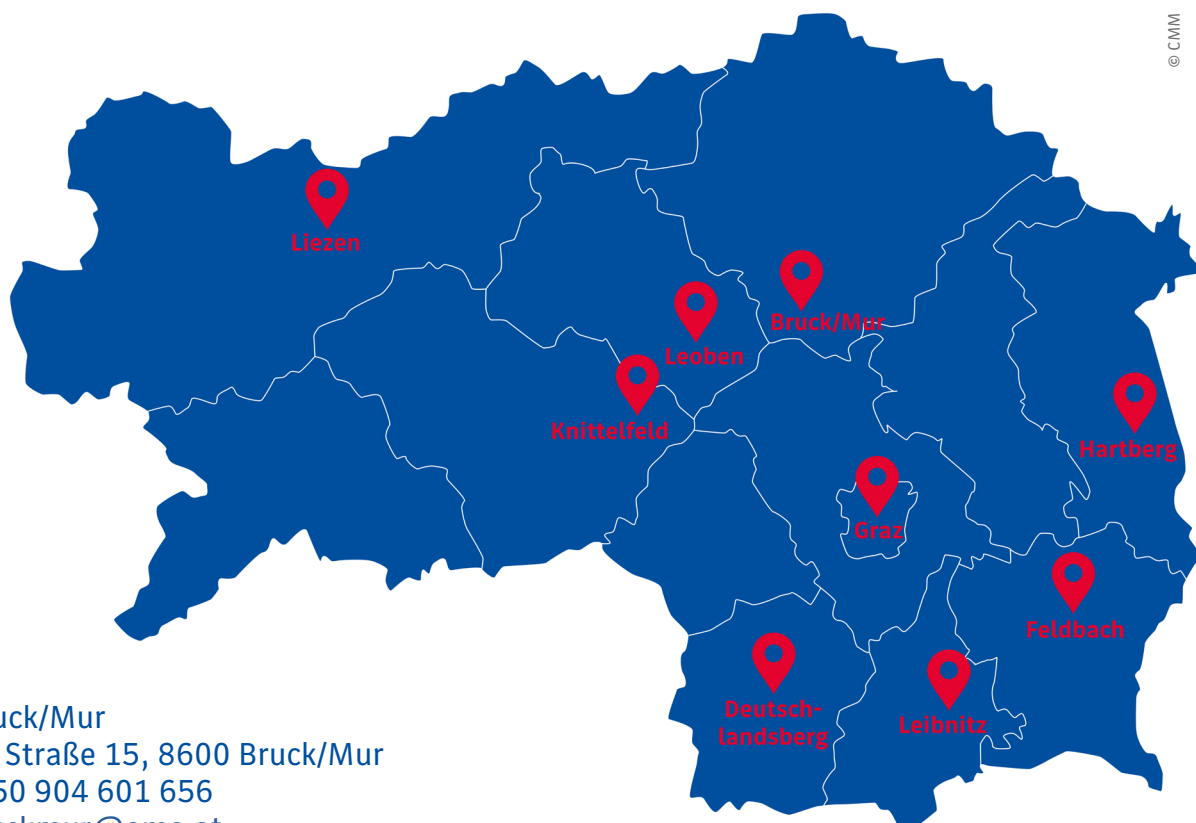 © CMM
Liezen
Bruck/Mur
Leoben
Knittelfeld
Hartberg
Graz
Feldbach
Deutsch-
landsberg
Leibnitz
uck/Mur
Straße 15, 8600 Bruck/Mur
50 904 601 656